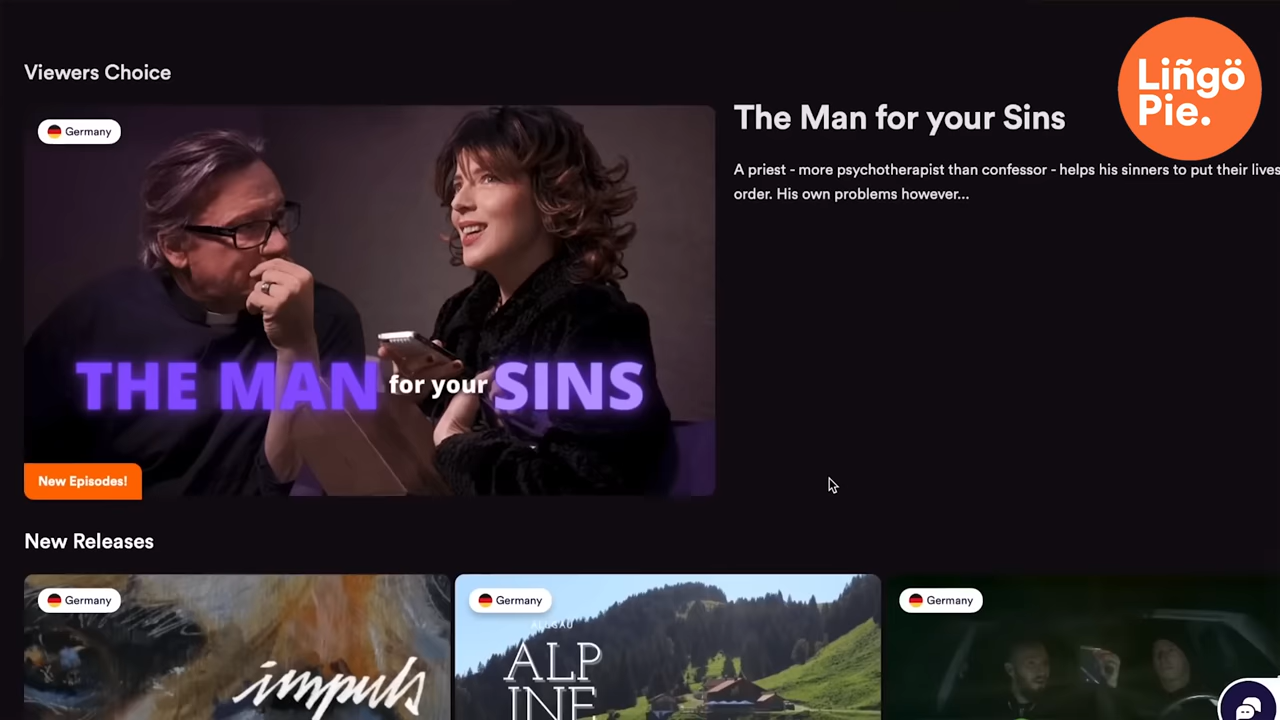 Viewers Choice
Liñgö
Pie.
Germany
The Man for your Sins
A priest - more psychotherapist than confessor - helps his sinners to put their lives
order. His own problems however...
THE MAN for your SINS
New Episodes!
New Releases
Germany
Germany
Germany
impuls
ALLGÄU
ALP
INE